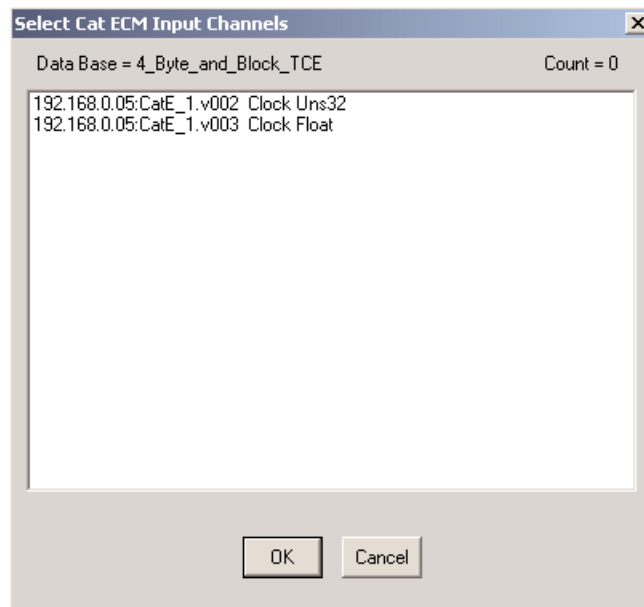 Select Cat ECM Input Channels
Data Base = 4_Byte_and_Block_TCE Count = 0
192.168.0.05:CatE_1.v002 Clock Uns32
192.168.0.05:CatE_1.v003 Clock Float
OK Cancel